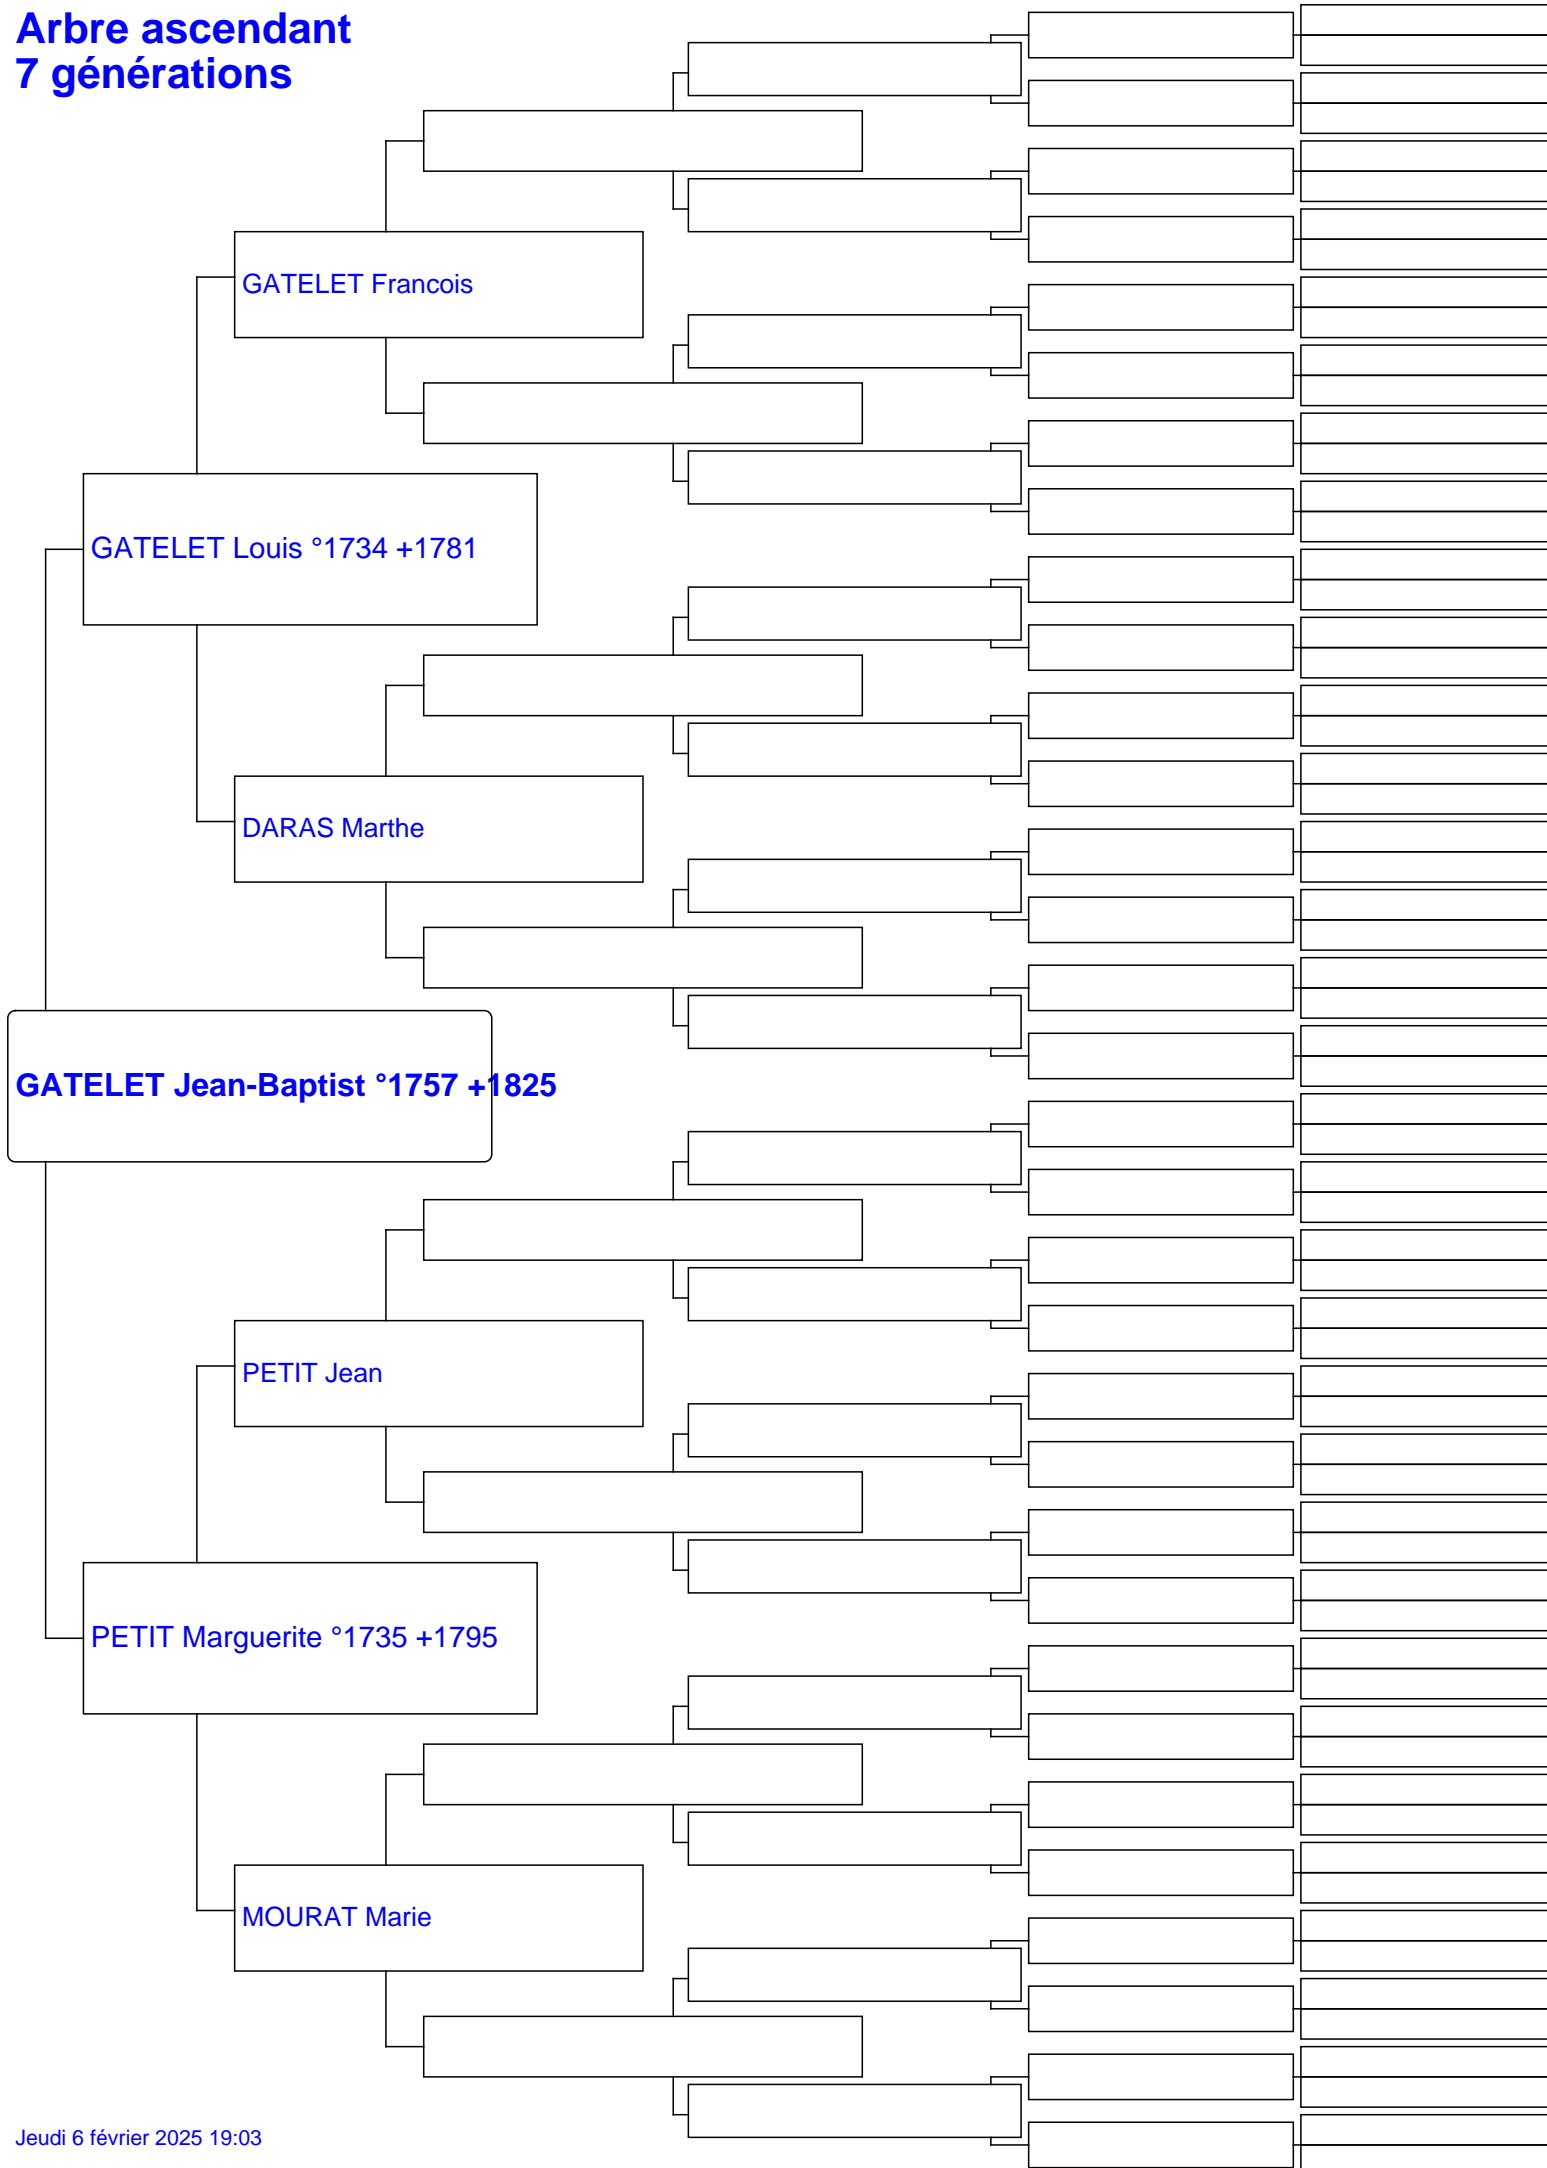 Arbre ascendant
7 générations
GATELET Francois
GATELET Louis °1734 +1781
DARAS Marthe
GATELET Jean-Baptist °1757 +1825
PETIT Jean
PETIT Marguerite °1735 +1795
MOURAT Marie
Jeudi 6 février 2025 19:03